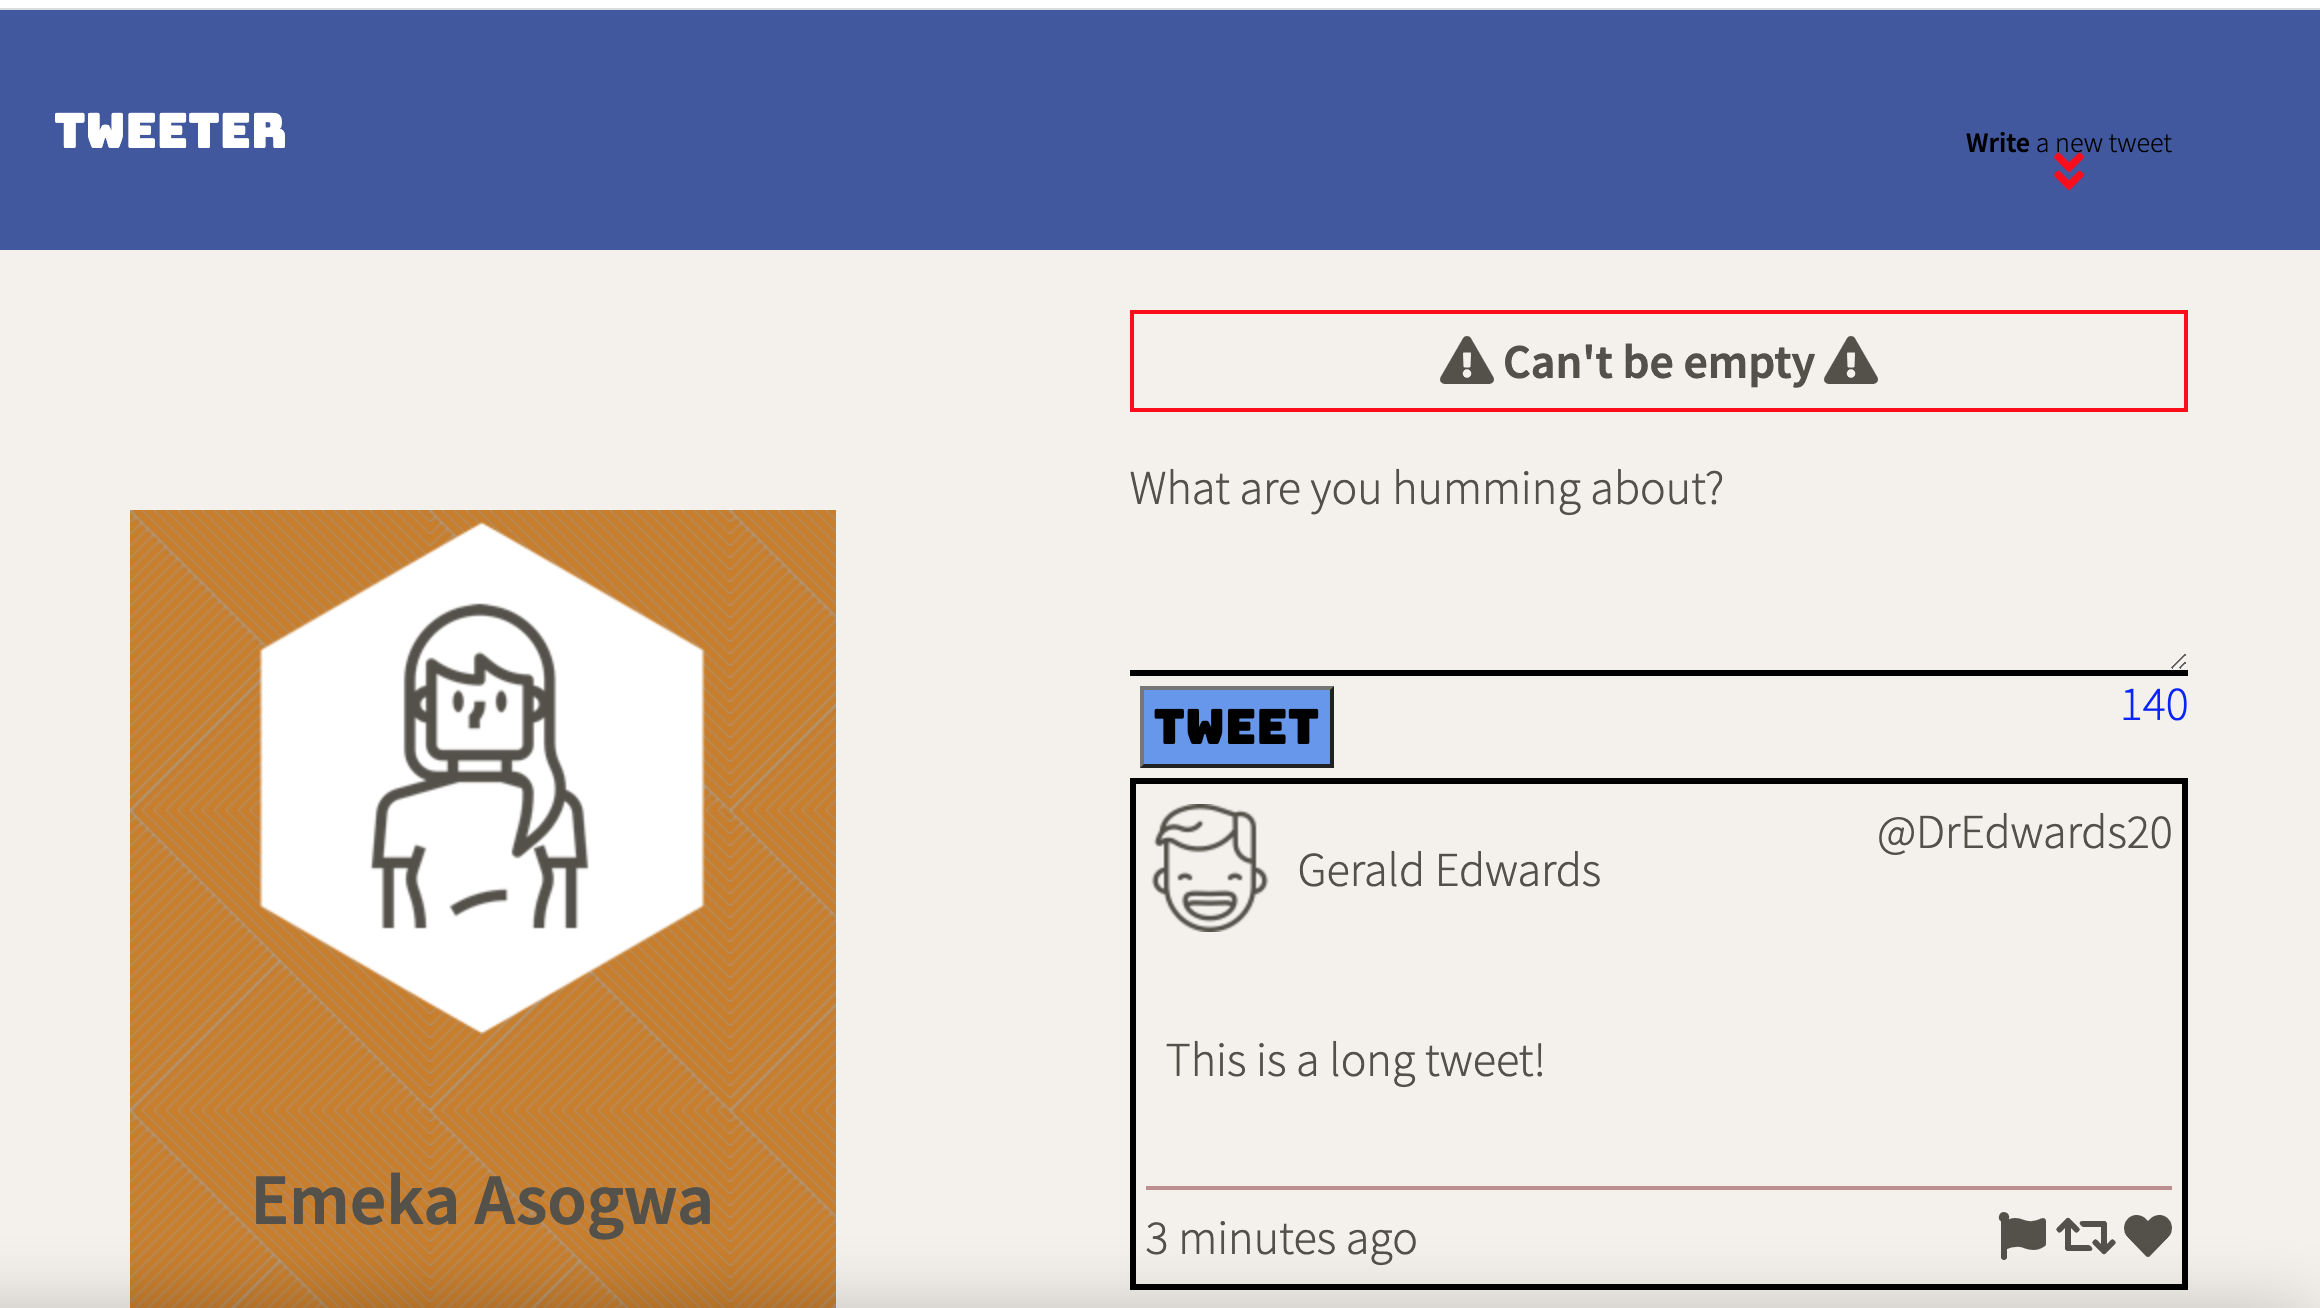 TWEETER
Write a new tweet
Can't be empty
What are you humming about?
TWEET
140
Gerald Edwards
@DrEdwards20
This is a long tweet!
3 minutes ago
Emeka Asogwa